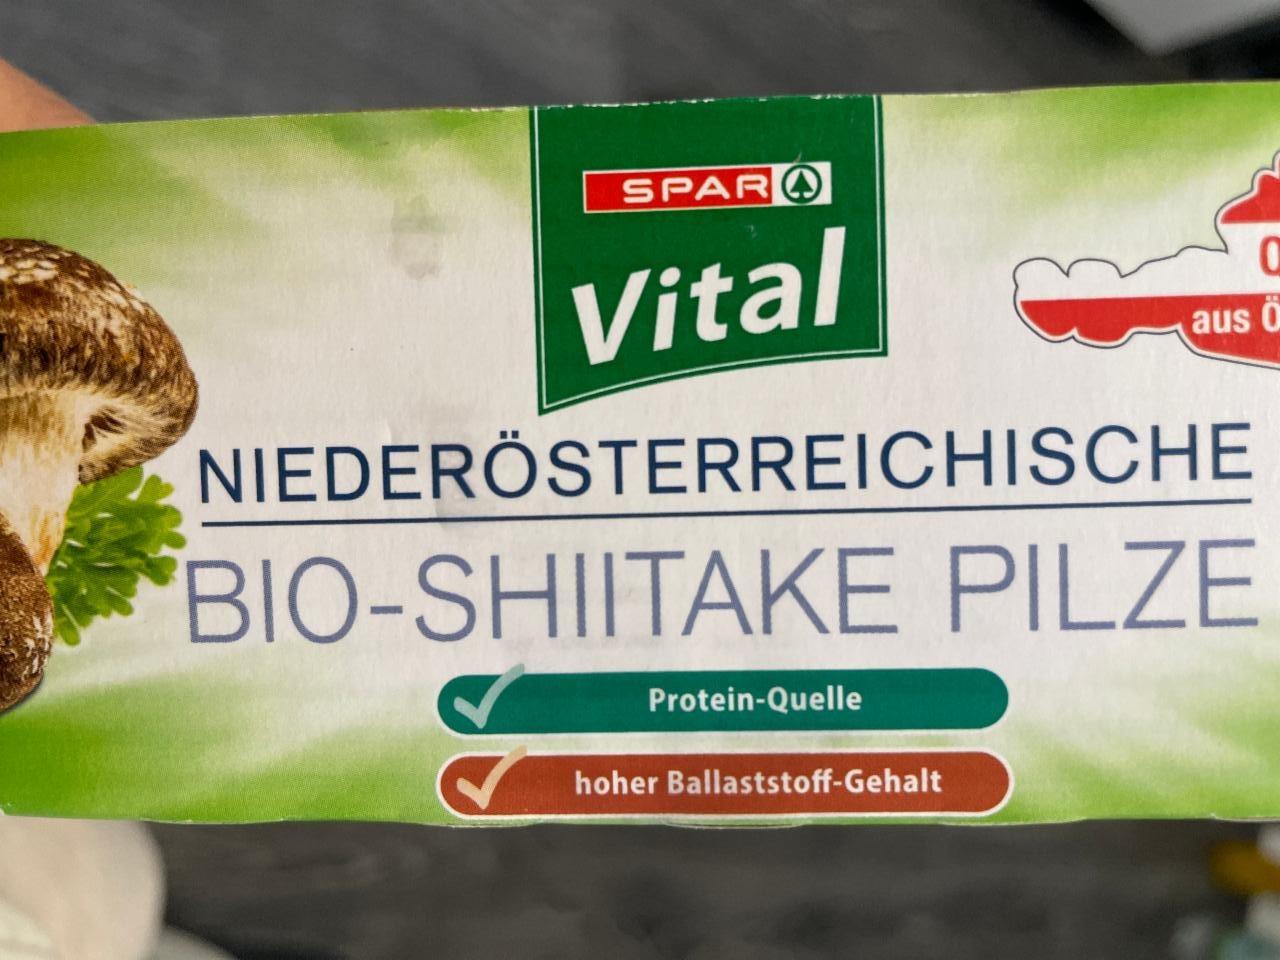 SPAR
Vital
aus Ö
NIEDERÖSTERREICHISCHE
BIO-SHIITAKE PILZE
Protein-Quelle
hoher Ballaststoff-Gehalt